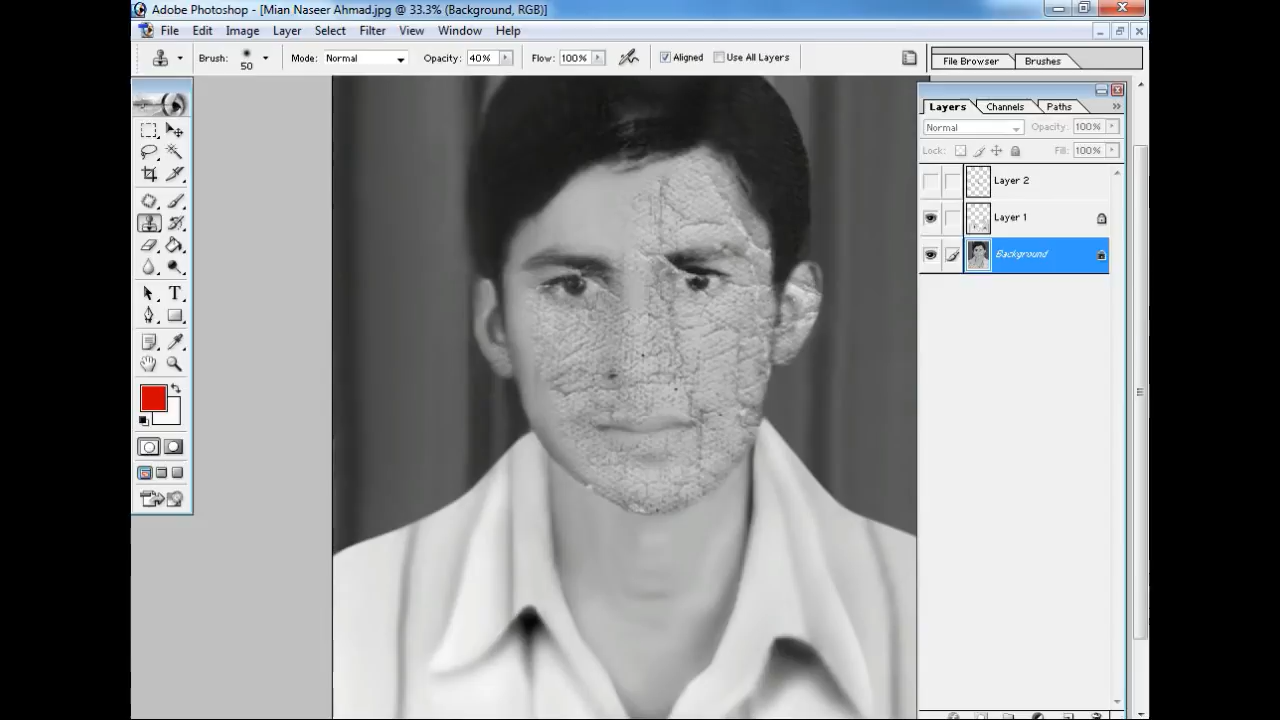 Adobe Photoshop - [Mian Naseer Ahmad.jpg @ 33.3% (Background, RGB)]
File Edit Image Layer Select Filter View Window Help
Brush: 50 Mode: Normal Opacity: 40% Flow: 100% Aligned Use All Layers File Browser Brushes
Layers Channels Paths
Normal Opacity: 100%
Lock: Fill: 100%
Layer 2
Layer 1
Background